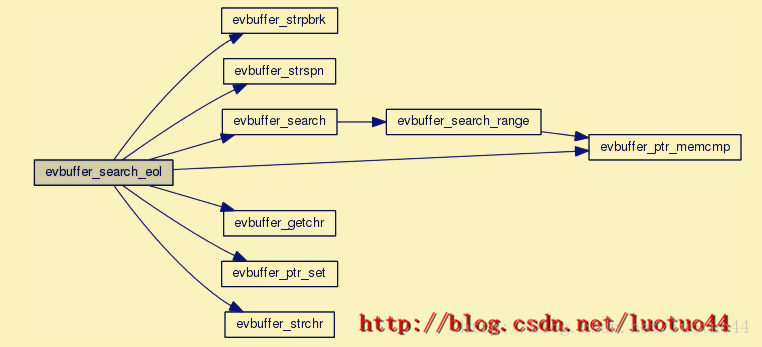 evbuffer_strpbrk
evbuffer_strspn
evbuffer_search
evbuffer_search_range
evbuffer_ptr_memcmp
evbuffer_search_eol
evbuffer_getchr
evbuffer_ptr_set
evbuffer_strchr
http://blog.csdn.net/luotuo44